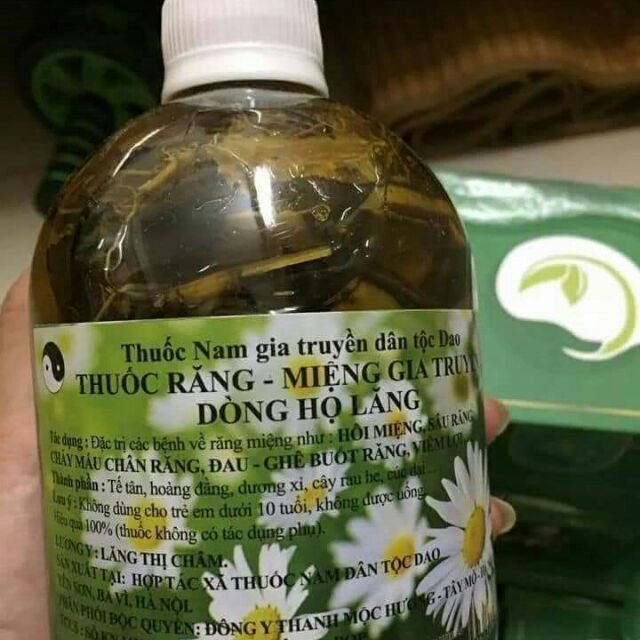 Thuốc Nam gia truyền dân tộc Dao
THUỐC RĂNG - MIỆNG GIA TRUYỀN
DÒNG HỌ LĂNG
Tác dụng : Đặc trị các bệnh về răng miệng như : HÔI MIỆNG, SÂU RĂNG,
CHẢY MÁU CHÂN RĂNG, ĐAU - GHÊ BUỐT RĂNG, VIÊM LỢI
Thành phần : Tế tân, hoàng đăng, dương xỉ, cây rau he, cúc dại...
Lưu ý : Không dùng cho trẻ em dưới 10 tuổi, không được uống.
Hiệu quả 100% (thuốc không có tác dụng phụ).
LƯƠNG Y: LĂNG THỊ CHÂM.
SẢN XUẤT TẠI: HỢP TÁC XÃ THUỐC NAM DÂN TỘC DAO
YÊN SƠN, BA VÌ, HÀ NỘI.
PHÂN PHỐI ĐỘC QUYỀN: ĐÔNG Y THANH MỘC HƯƠNG - TÂY MỖ